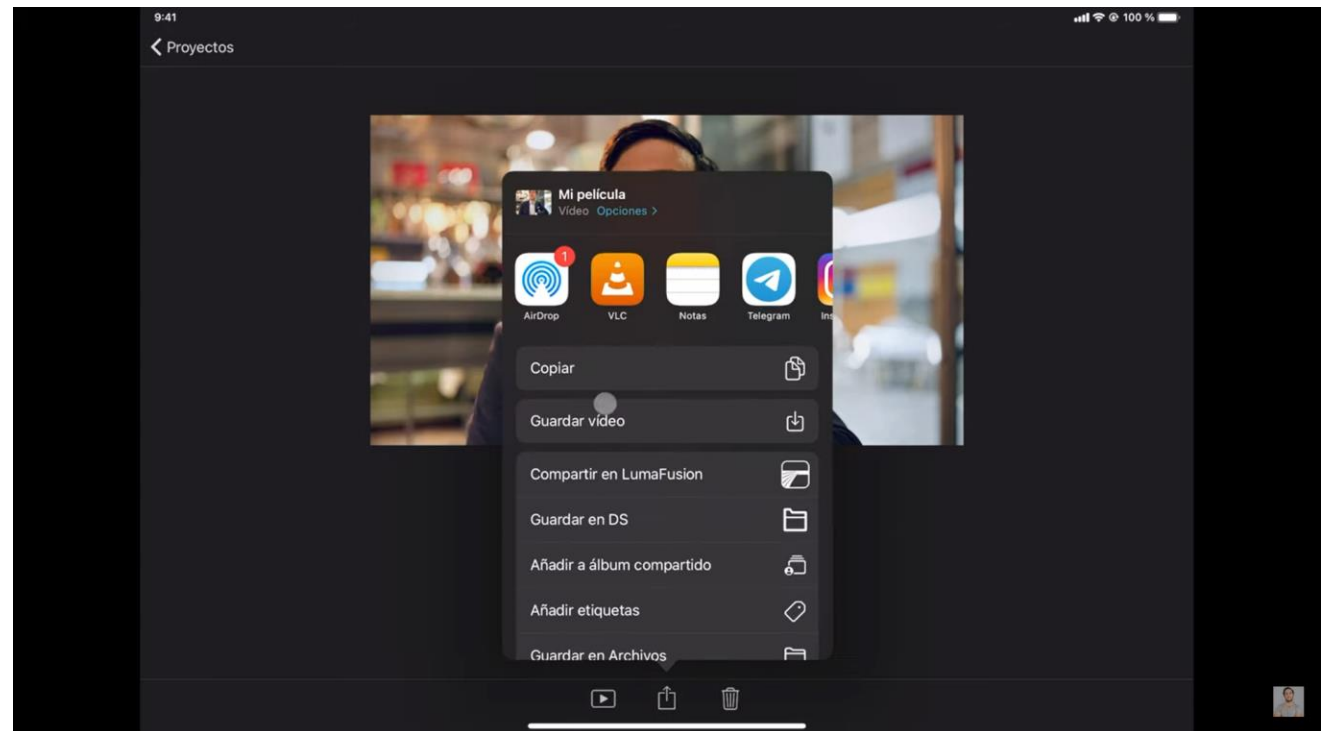 9:41
100 %
Proyectos
Mi película
Vídeo Opciones >
1
AirDrop
VLC
Notas
Telegram
Ins
Copiar
Guardar vídeo
Compartir en LumaFusion
Guardar en DS
Añadir a álbum compartido
Añadir etiquetas
Guardar en Archivos